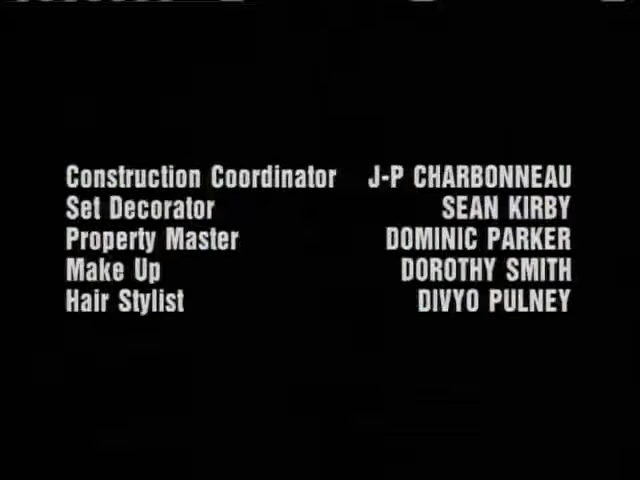 Construction Coordinator J-P CHARBONNEAU
Set Decorator SEAN KIRBY
Property Master DOMINIC PARKER
Make Up DOROTHY SMITH
Hair Stylist DIVYO PULNEY